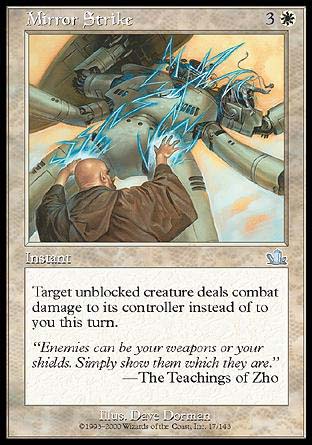 Mirror Strike 3
Instant
Target unblocked creature deals combat
damage to its controller instead of to
you this turn.
"Enemies can be your weapons or your
shields. Simply show them which they are."
—The Teachings of Zho
Illus. Dave Dorman
©1993-2000 Wizards of the Coast, Inc. 17/143